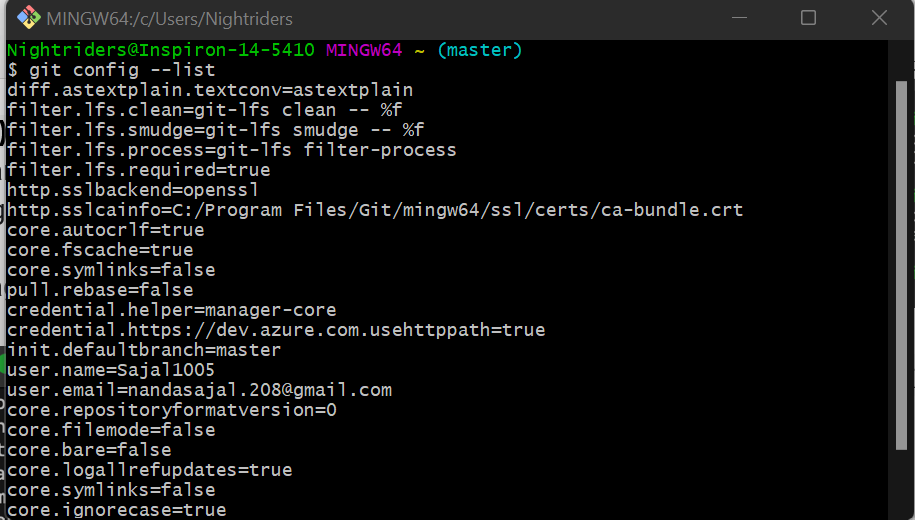 MINGW64:/c/Users/Nightriders
Nightriders@Inspiron-14-5410 MINGW64 ~ (master)
$ git config --list
diff.astextplain.textconv=astextplain
filter.lfs.clean=git-lfs clean -- %f
filter.lfs.smudge=git-lfs smudge -- %f
filter.lfs.process=git-lfs filter-process
filter.lfs.required=true
http.sslbackend=openssl
http.sslcainfo=C:/Program Files/Git/mingw64/ssl/certs/ca-bundle.crt
core.autocrlf=true
core.fscache=true
core.symlinks=false
pull.rebase=false
credential.helper=manager-core
credential.https://dev.azure.com.usehttppath=true
init.defaultbranch=master
user.name=Sajal1005
user.email=nandasajal.208@gmail.com
core.repositoryformatversion=0
core.filemode=false
core.bare=false
core.logallrefupdates=true
core.symlinks=false
core.ignorecase=true